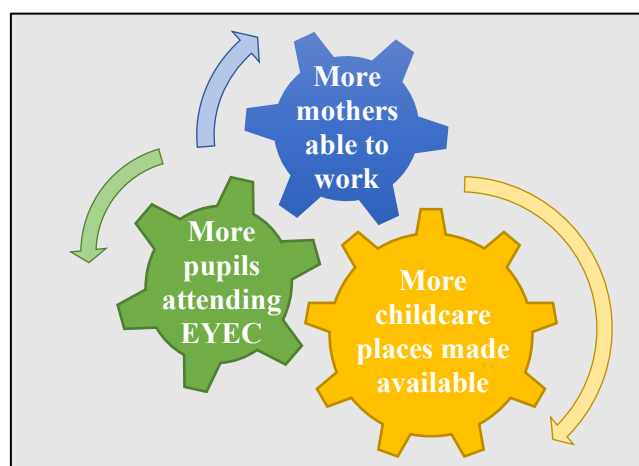 More
mothers
able to
work
More
pupils
attending
EYEC
More
childcare
places made
available